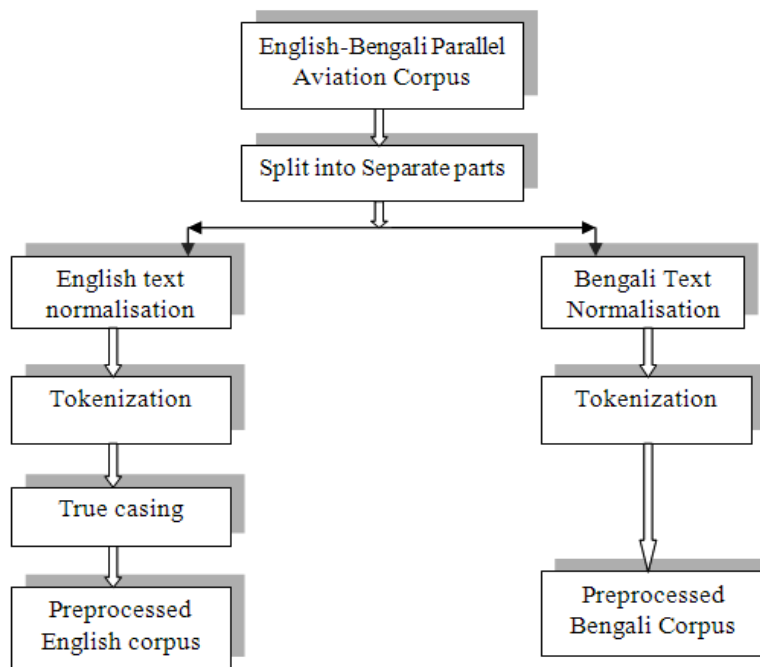 English-Bengali Parallel
Aviation Corpus
Split into Separate parts
English text
normalisation
Bengali Text
Normalisation
Tokenization
Tokenization
True casing
Preprocessed
English corpus
Preprocessed
Bengali Corpus